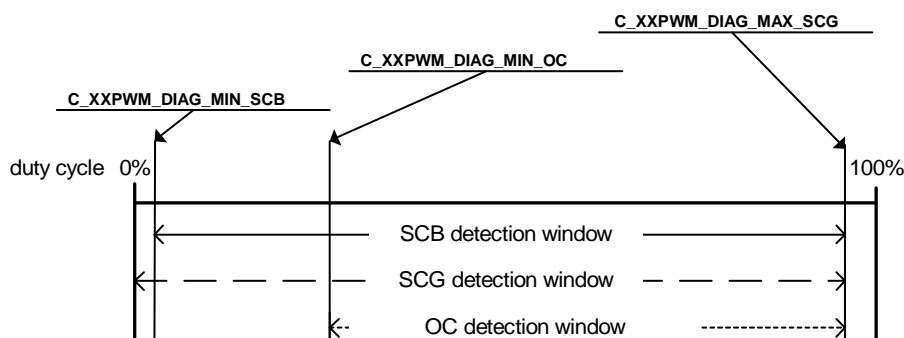 C_XXPWM_DIAG_MAX_SCG
C_XXPWM_DIAG_MIN_OC
C_XXPWM_DIAG_MIN_SCB
duty cycle 0% 100%
SCB detection window
SCG detection window
OC detection window